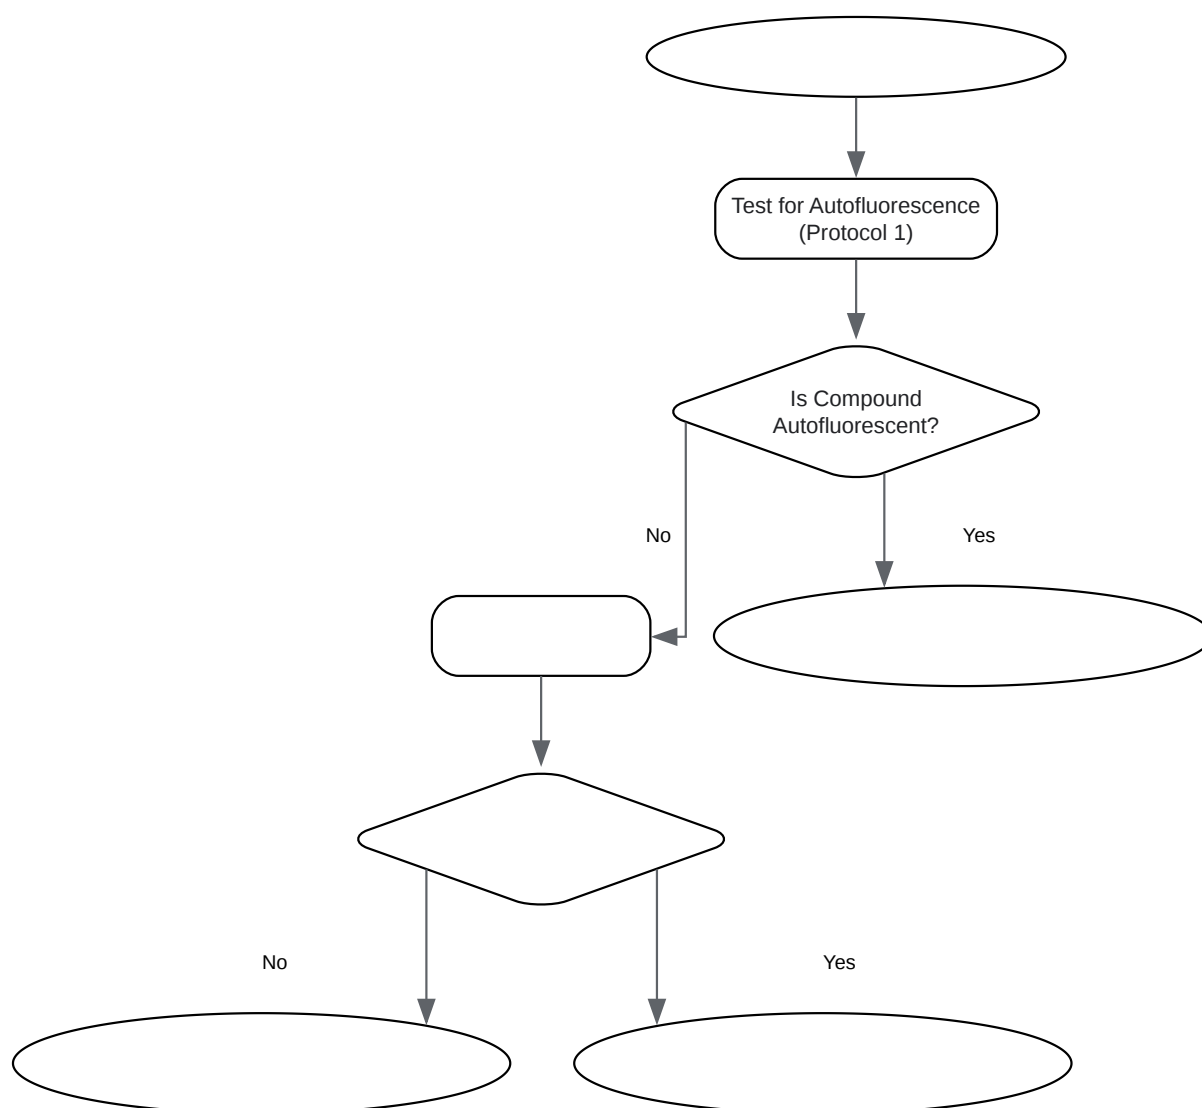 Test for Autofluorescence
(Protocol 1)
Is Compound
Autofluorescent?
No
Yes
No
Yes